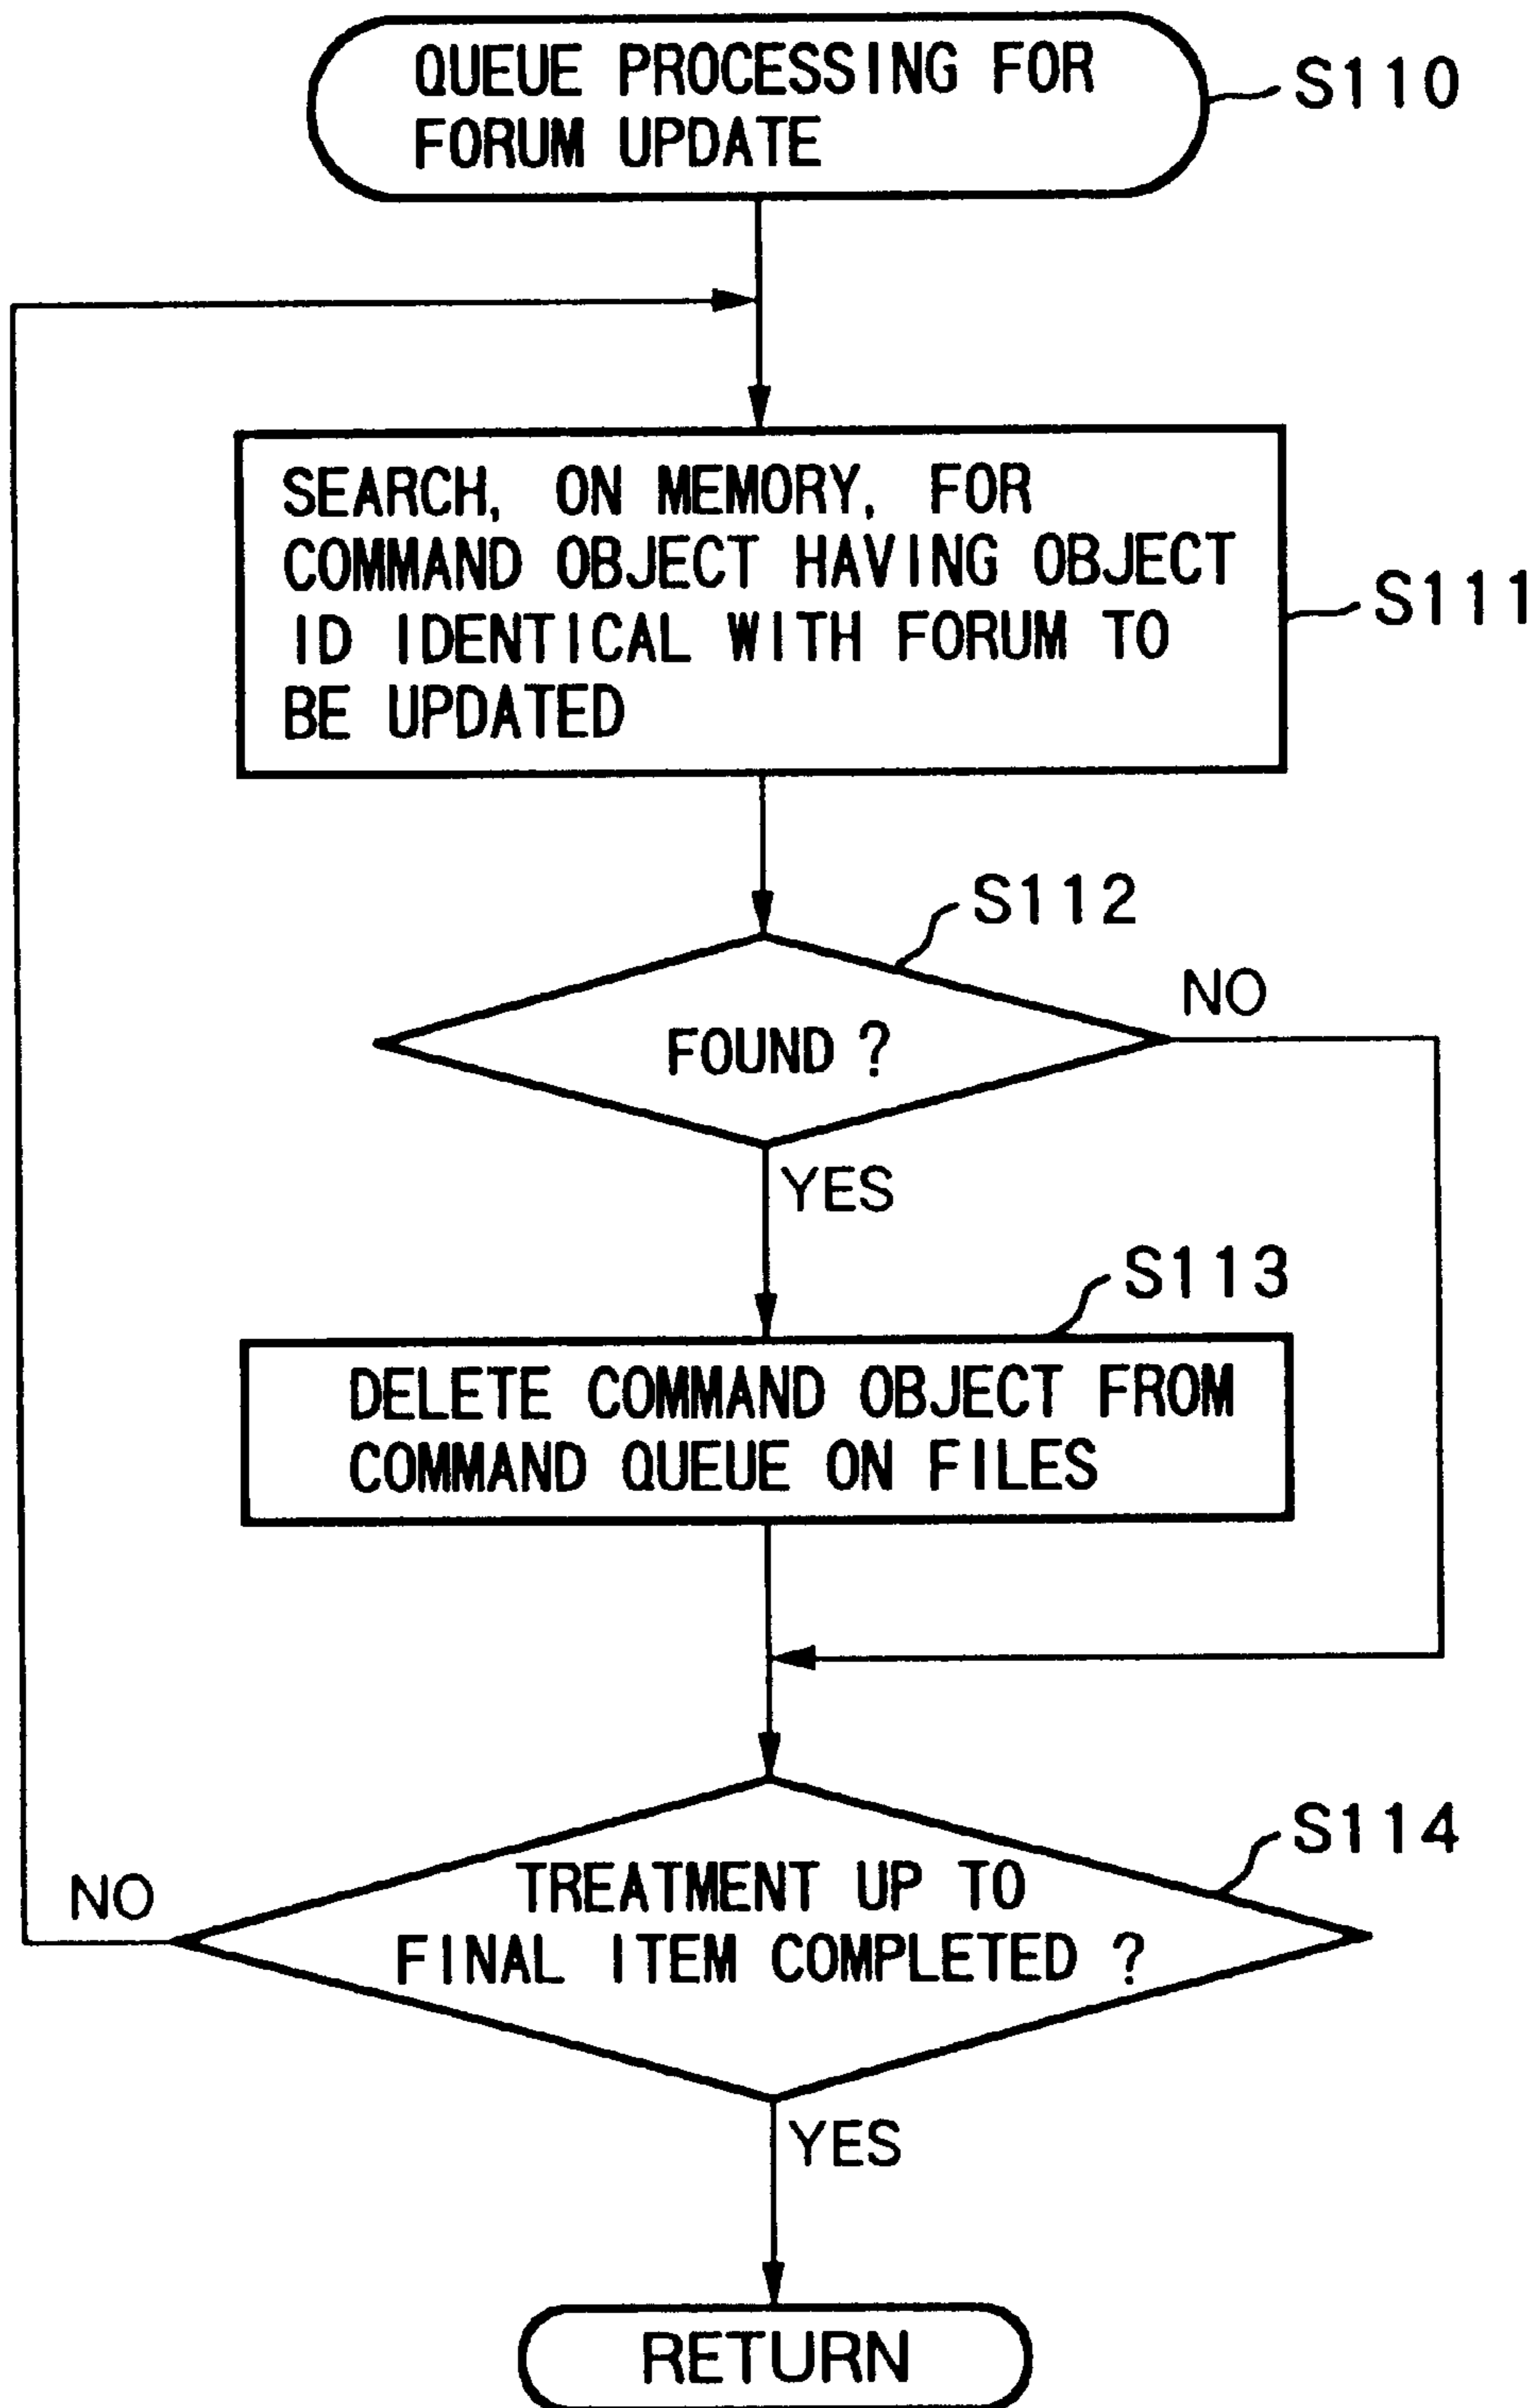 QUEUE PROCESSING FOR
FORUM UPDATE
S110
SEARCH, ON MEMORY, FOR
COMMAND OBJECT HAVING OBJECT
ID IDENTICAL WITH FORUM TO
BE UPDATED
S111
S112
FOUND ?
NO
YES
S113
DELETE COMMAND OBJECT FROM
COMMAND QUEUE ON FILES
S114
TREATMENT UP TO
FINAL ITEM COMPLETED ?
NO
YES
RETURN